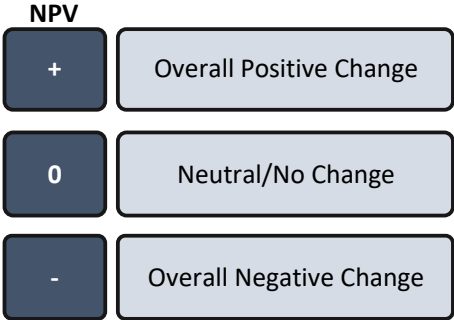 NPV
+ Overall Positive Change
0 Neutral/No Change
- Overall Negative Change